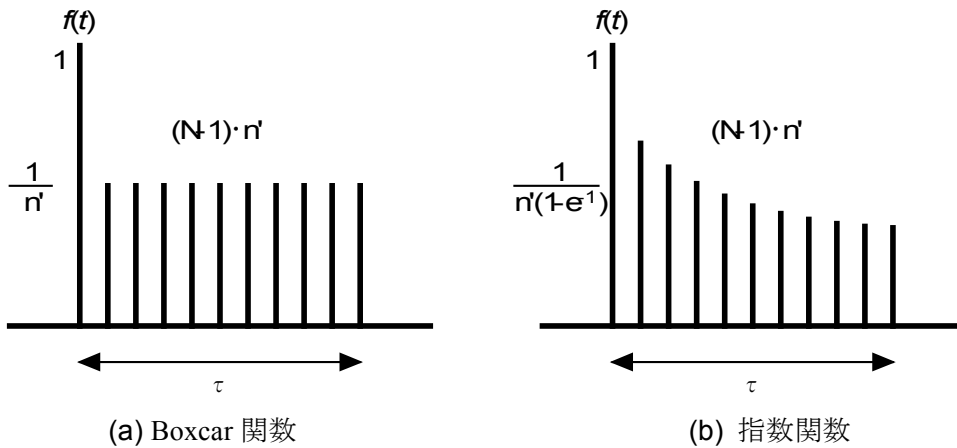 f(t)
1
(N-1)·n'
1
n'
τ
(a) Boxcar 関数
f(t)
1
(N-1)·n'
1
n'(1-e-1)
τ
(b) 指数関数